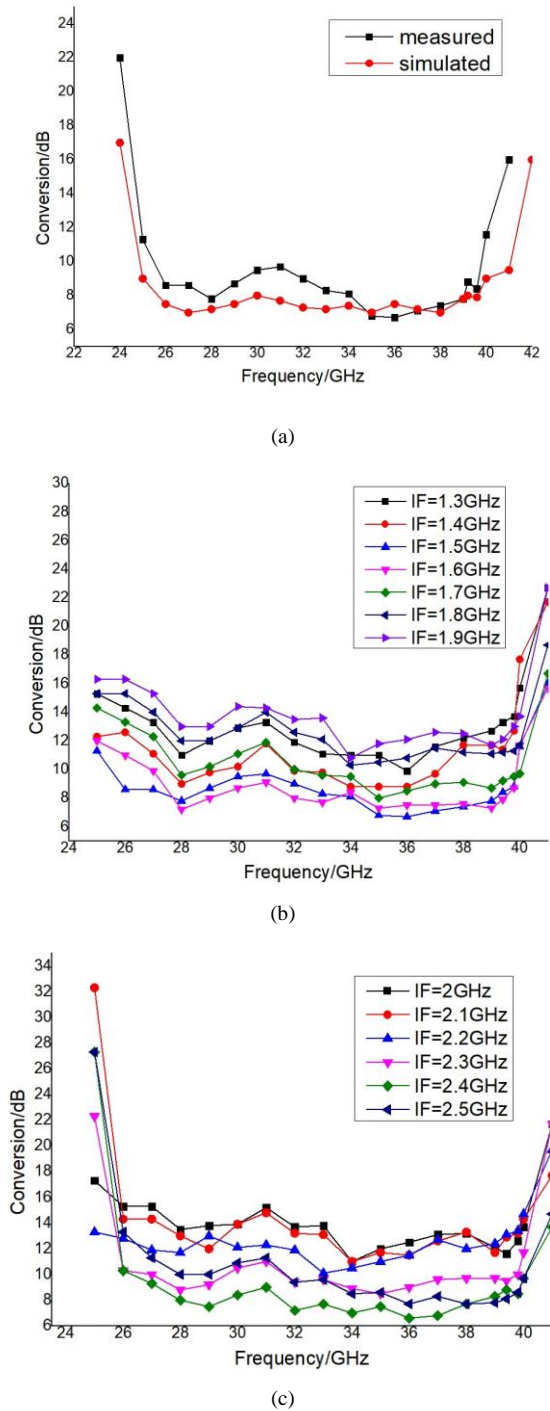 24
22
20
18
16
14
12
10
8
6
Conversion/dB
measured
simulated
22 24 26 28 30 32 34 36 38 40 42
Frequency/GHz
(a)
30
28
26
24
22
20
18
16
14
12
10
8
6
Conversion/dB
IF=1.3GHz
IF=1.4GHz
IF=1.5GHz
IF=1.6GHz
IF=1.7GHz
IF=1.8GHz
IF=1.9GHz
24 26 28 30 32 34 36 38 40
Frequency/GHz
(b)
34
32
30
28
26
24
22
20
18
16
14
12
10
8
6
Conversion/dB
IF=2GHz
IF=2.1GHz
IF=2.2GHz
IF=2.3GHz
IF=2.4GHz
IF=2.5GHz
24 26 28 30 32 34 36 38 40
Frequency/GHz
(c)